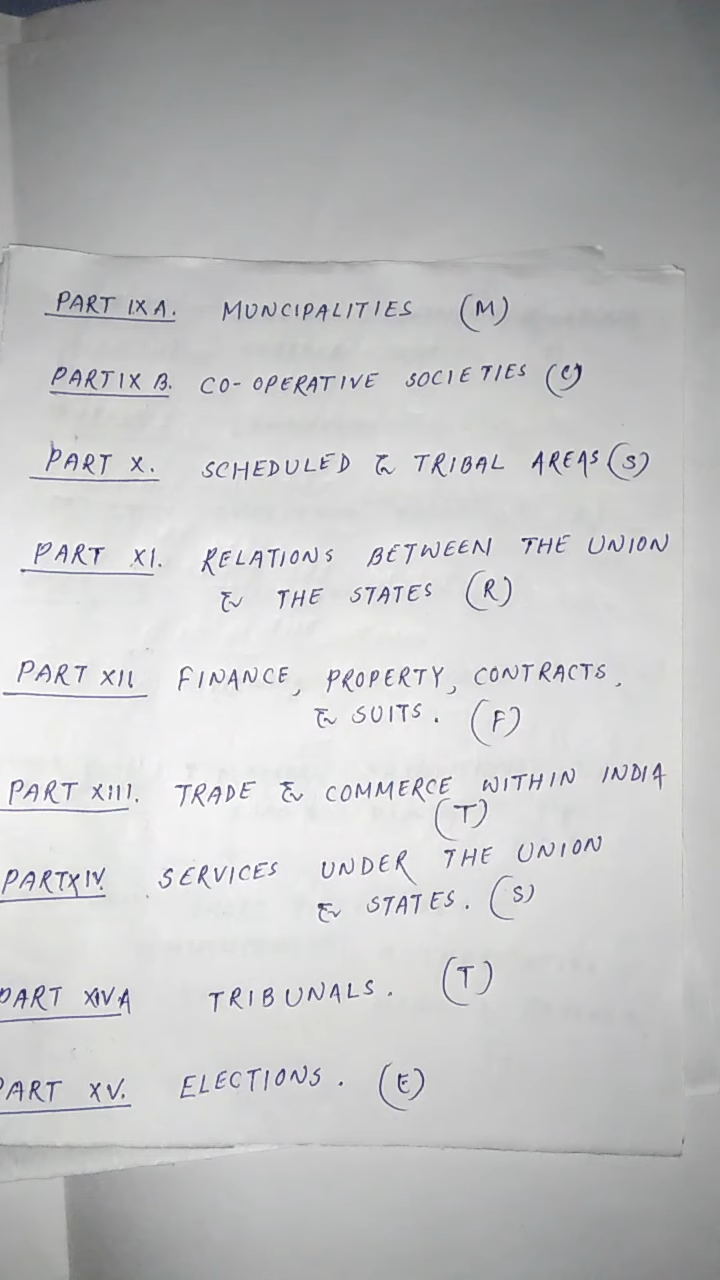 PART IX A. MUNCIPALITIES (M)
PART IX B. CO-OPERATIVE SOCIETIES (C)
PART X. SCHEDULED & TRIBAL AREAS (S)
PART XI. RELATIONS BETWEEN THE UNION
& THE STATES (R)
PART XII FINANCE, PROPERTY, CONTRACTS,
& SUITS. (F)
PART XIII. TRADE & COMMERCE WITHIN INDIA
(T)
PART XIV. SERVICES UNDER THE UNION
& STATES. (S)
PART XIVA TRIBUNALS. (T)
PART XV. ELECTIONS. (E)